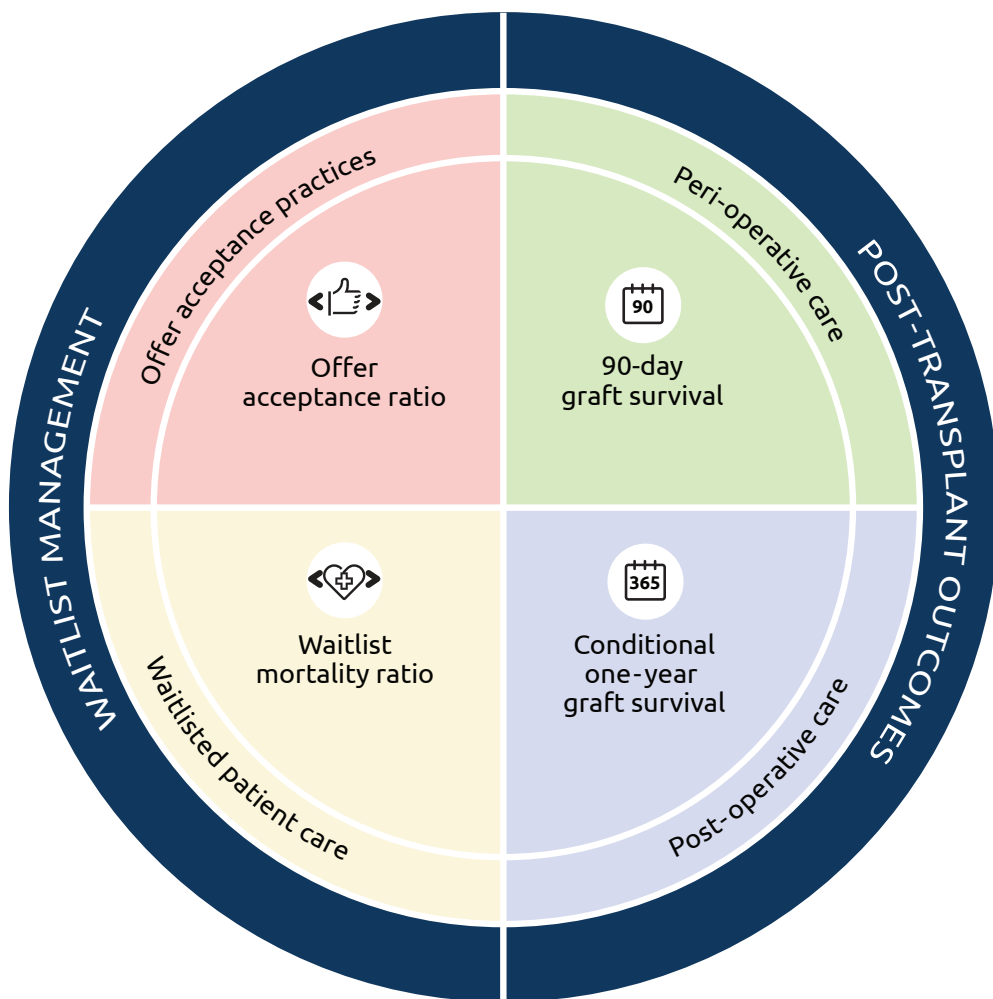 WAITLIST MANAGEMENT
Offer acceptance practices
Offer
acceptance ratio
Peri-operative care
90
90-day
graft survival
POST-TRANSPLANT OUTCOMES
Waitlisted patient care
Waitlist
mortality ratio
365
Conditional
one-year
graft survival
Post-operative care